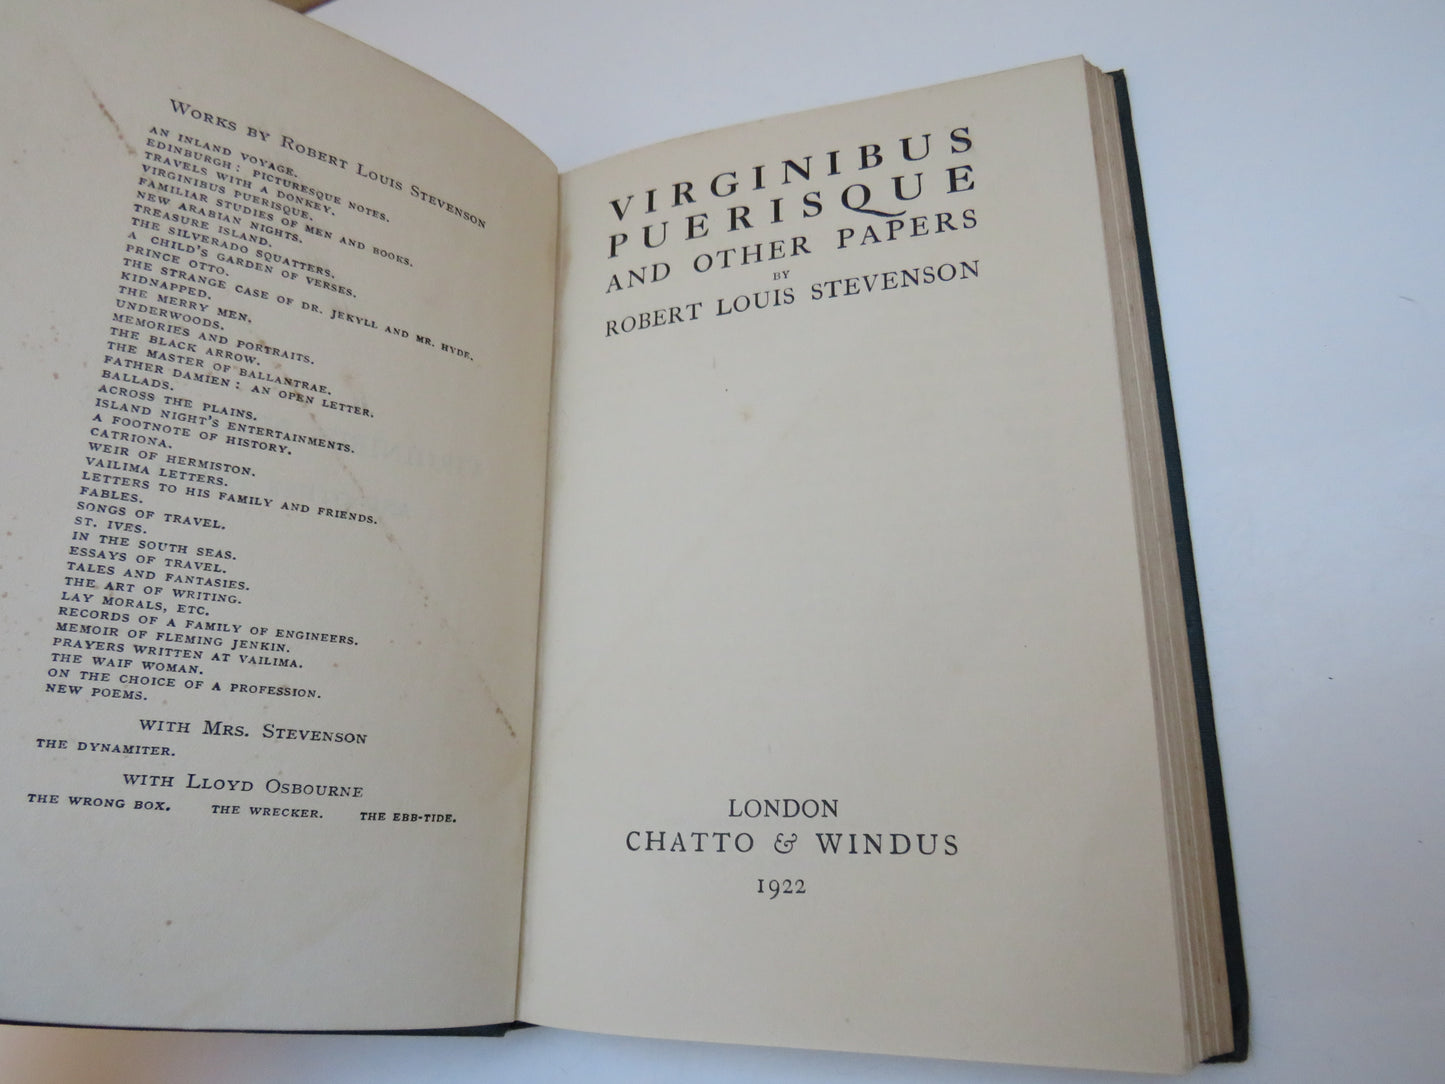 Works by Robert Louis Stevenson
AN INLAND VOYAGE.
EDINBURGH: PICTURESQUE NOTES.
TRAVELS WITH A DONKEY.
VIRGINIBUS PUERISQUE.
FAMILIAR STUDIES OF MEN AND BOOKS.
NEW ARABIAN NIGHTS.
TREASURE ISLAND.
THE SILVERADO SQUATTERS.
A CHILD'S GARDEN OF VERSES.
PRINCE OTTO.
THE STRANGE CASE OF DR. JEKYLL AND MR. HYDE.
KIDNAPPED.
THE MERRY MEN.
UNDERWOODS.
MEMORIES AND PORTRAITS.
THE BLACK ARROW.
THE MASTER OF BALLANTRAE.
FATHER DAMIEN: AN OPEN LETTER.
BALLADS.
ACROSS THE PLAINS.
ISLAND NIGHT'S ENTERTAINMENTS.
A FOOTNOTE OF HISTORY.
CATRIONA.
WEIR OF HERMISTON.
VAILIMA LETTERS.
LETTERS TO HIS FAMILY AND FRIENDS.
FABLES.
SONGS OF TRAVEL.
ST. IVES.
IN THE SOUTH SEAS.
ESSAYS OF TRAVEL.
TALES AND FANTASIES.
THE ART OF WRITING.
LAY MORALS, ETC.
RECORDS OF A FAMILY OF ENGINEERS.
MEMOIR OF FLEMING JENKIN.
PRAYERS WRITTEN AT VAILIMA.
THE WAIF WOMAN.
ON THE CHOICE OF A PROFESSION.
NEW POEMS.
with Mrs. Stevenson
THE DYNAMITER.
with Lloyd Osbourne
THE WRONG BOX. THE WRECKER. THE EBB-TIDE.
VIRGINIBUS
PUERISQUE
AND OTHER PAPERS
BY
ROBERT LOUIS STEVENSON
LONDON
CHATTO & WINDUS
1922